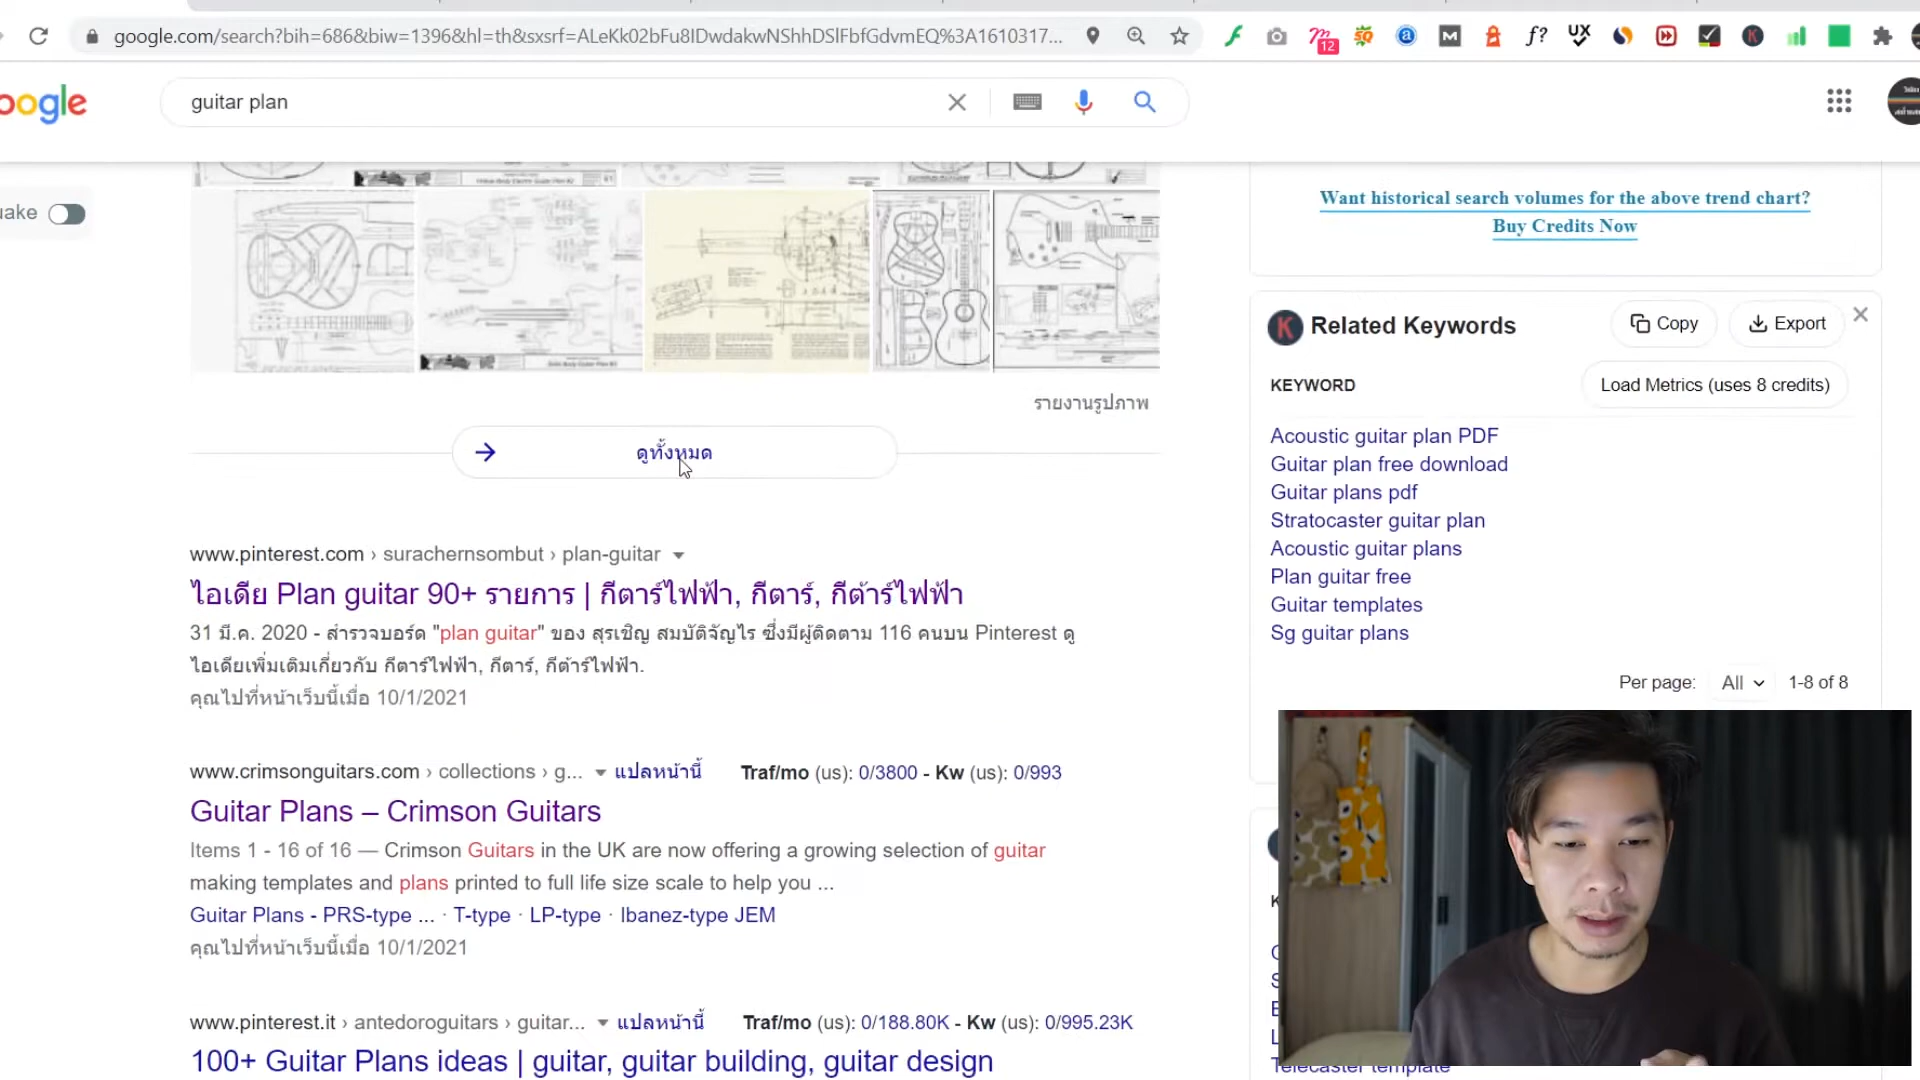 google.com/search?bih=686&biw=1396&hl=th&sxsrf=ALeKk02bFu8IDwdakwNShhDSlFbfGdvmEQ%3A1610317...
12
f?
UX
oogle
guitar plan
uake
Want historical search volumes for the above trend chart?
Buy Credits Now
รายงานรูปภาพ
ดูทั้งหมด
Related Keywords
Copy
Export
KEYWORD
Load Metrics (uses 8 credits)
Acoustic guitar plan PDF
Guitar plan free download
Guitar plans pdf
Stratocaster guitar plan
Acoustic guitar plans
Plan guitar free
Guitar templates
Sg guitar plans
Per page: All 1-8 of 8
www.pinterest.com › surachernsombut › plan-guitar
ไอเดีย Plan guitar 90+ รายการ | กีตาร์ไฟฟ้า, กีตาร์, กีต้าร์ไฟฟ้า
31 มี.ค. 2020 - สำรวจบอร์ด "plan guitar" ของ สุรเชิญ สมบัติจัญไร ซึ่งมีผู้ติดตาม 116 คนบน Pinterest ดู
ไอเดียเพิ่มเติมเกี่ยวกับ กีตาร์ไฟฟ้า, กีตาร์, กีต้าร์ไฟฟ้า.
คุณไปที่หน้าเว็บนี้เมื่อ 10/1/2021
www.crimsonguitars.com › collections › g... แปลหน้านี้ Traf/mo (us): 0/3800 - Kw (us): 0/993
Guitar Plans – Crimson Guitars
Items 1 - 16 of 16 — Crimson Guitars in the UK are now offering a growing selection of guitar
making templates and plans printed to full life size scale to help you ...
Guitar Plans - PRS-type ... · T-type · LP-type · Ibanez-type JEM
คุณไปที่หน้าเว็บนี้เมื่อ 10/1/2021
www.pinterest.it › antedoroguitars › guitar... แปลหน้านี้ Traf/mo (us): 0/188.80K - Kw (us): 0/995.23K
100+ Guitar Plans ideas | guitar, guitar building, guitar design
Telecaster template